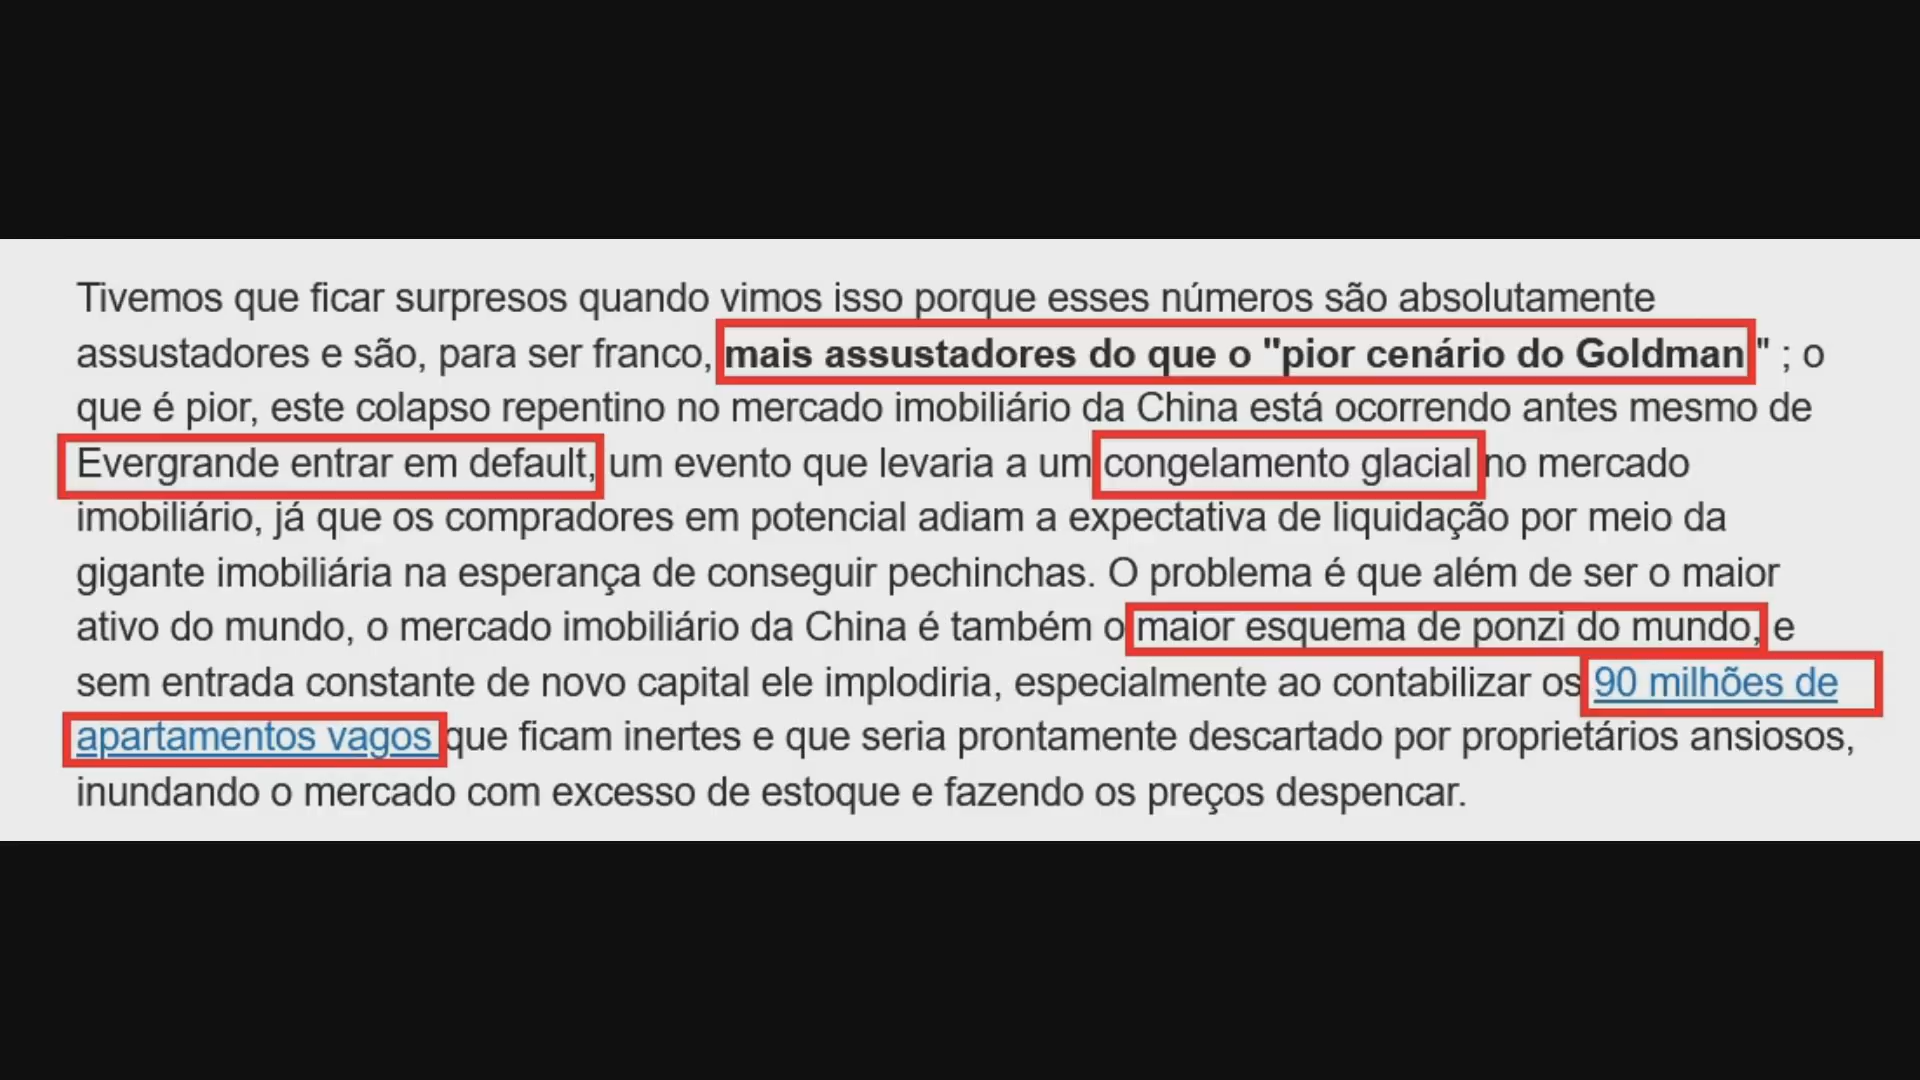 Tivemos que ficar surpresos quando vimos isso porque esses números são absolutamente
assustadores e são, para ser franco, mais assustadores do que o "pior cenário do Goldman " ; o
que é pior, este colapso repentino no mercado imobiliário da China está ocorrendo antes mesmo de
Evergrande entrar em default, um evento que levaria a um congelamento glacial no mercado
imobiliário, já que os compradores em potencial adiam a expectativa de liquidação por meio da
gigante imobiliária na esperança de conseguir pechinchas. O problema é que além de ser o maior
ativo do mundo, o mercado imobiliário da China é também o maior esquema de ponzi do mundo, e
sem entrada constante de novo capital ele implodiria, especialmente ao contabilizar os 90 milhões de
apartamentos vagos que ficam inertes e que seria prontamente descartado por proprietários ansiosos,
inundando o mercado com excesso de estoque e fazendo os preços despencar.